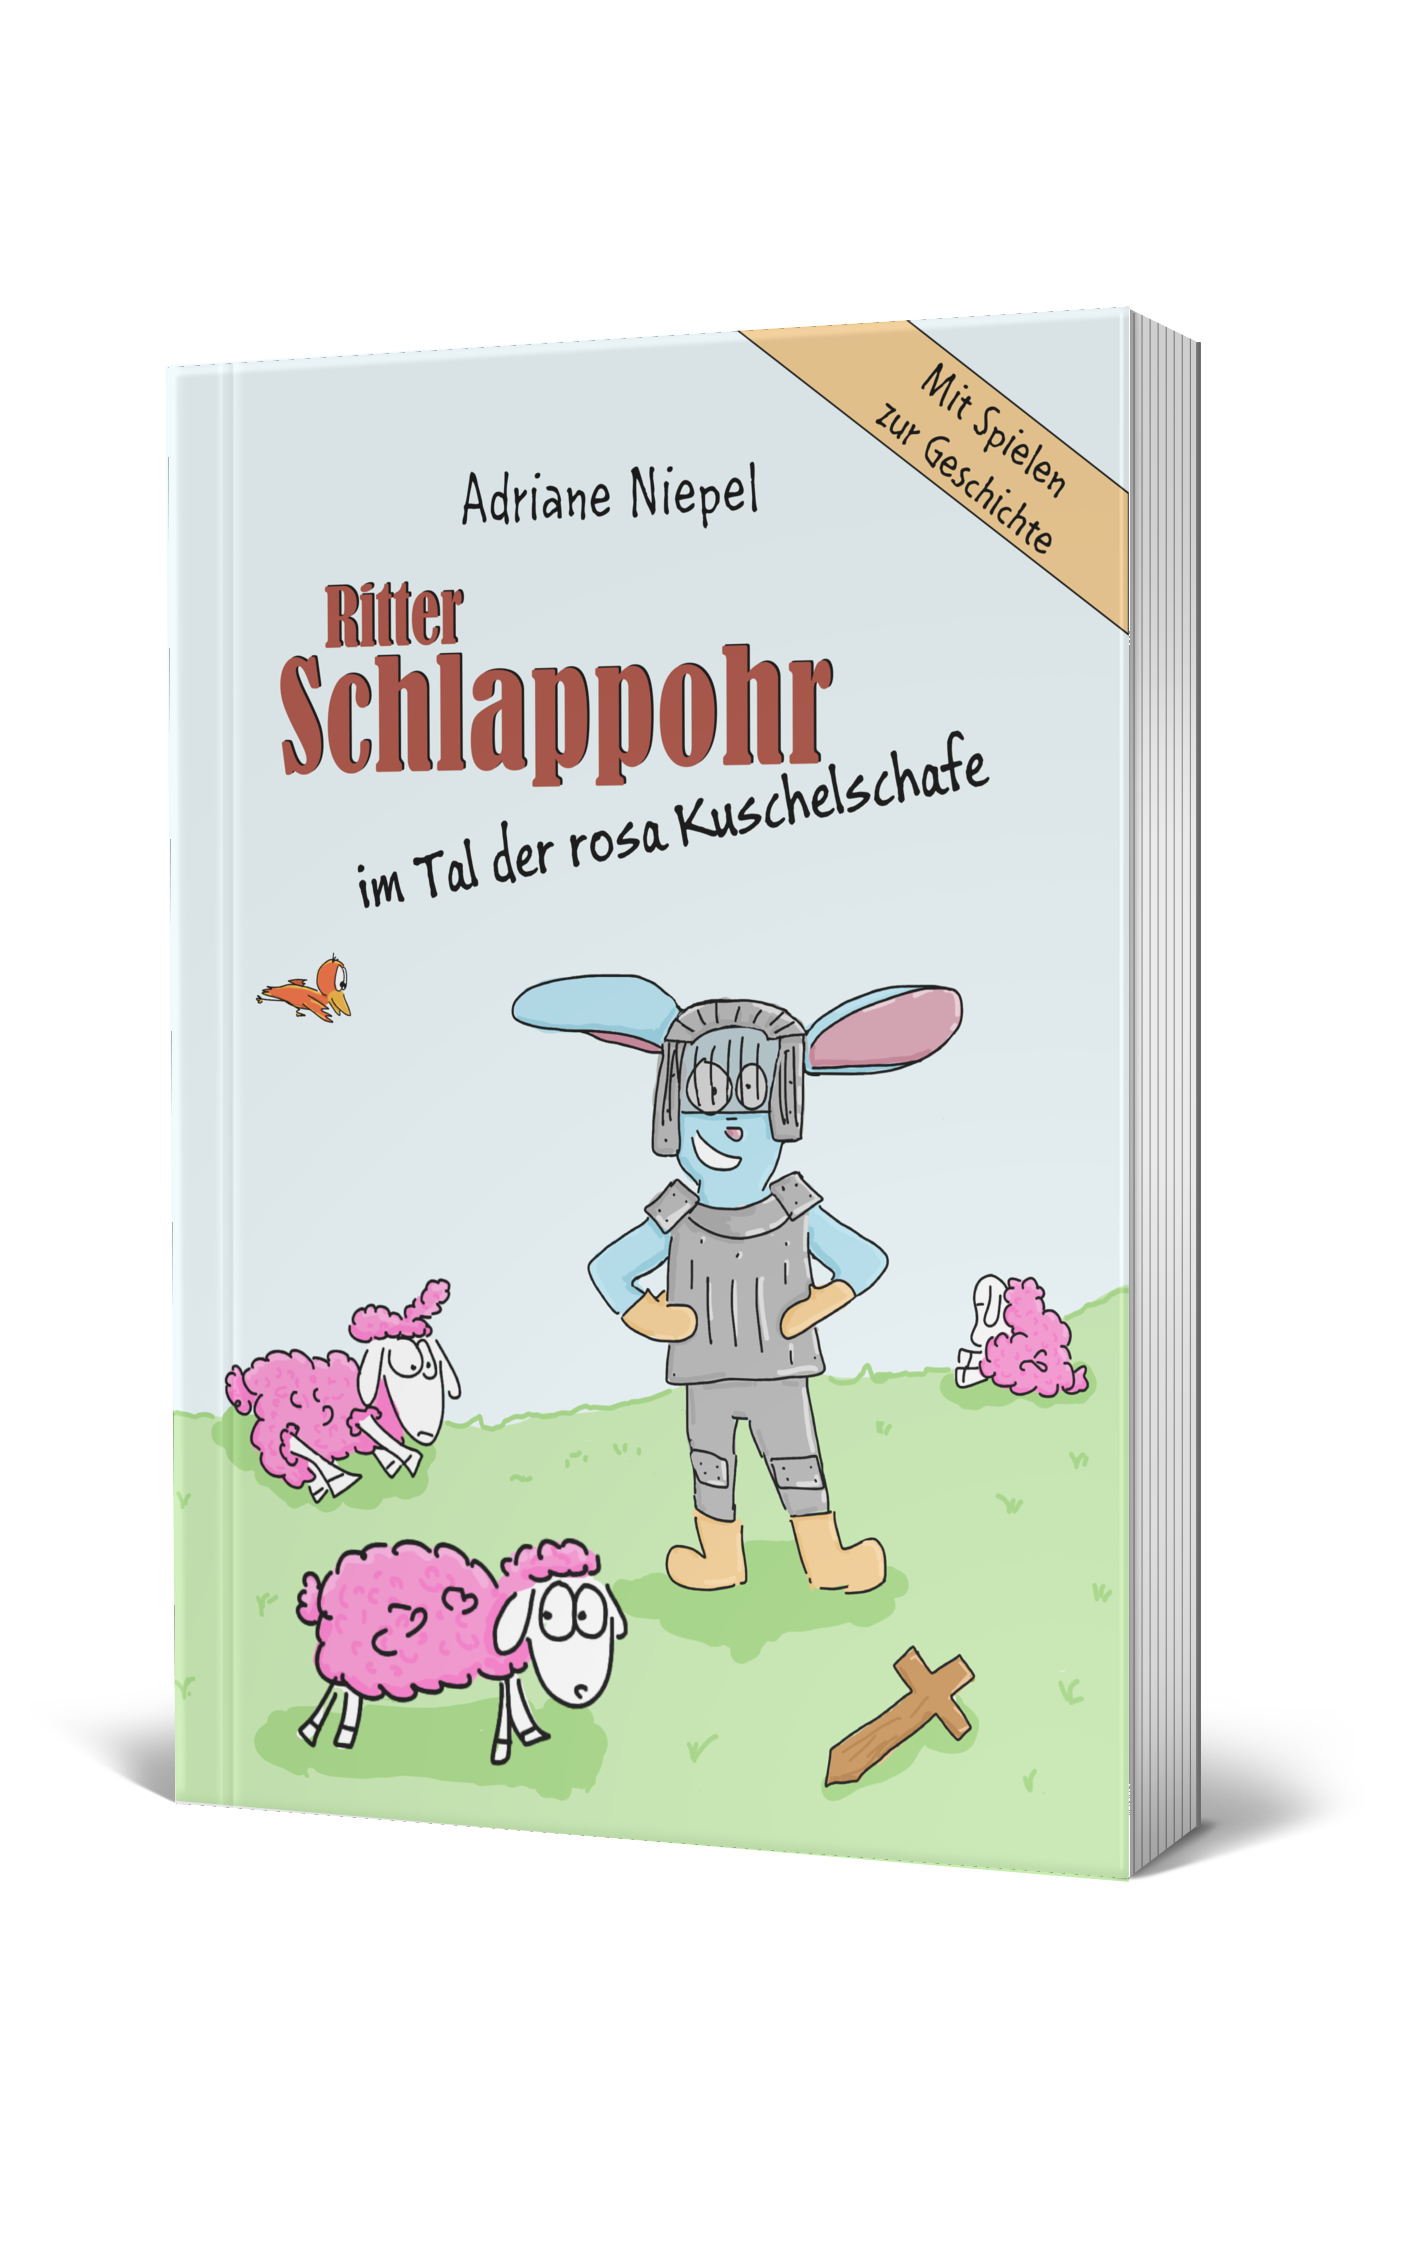 Mit Spielen
zur Geschichte
Adriane Niepel
Ritter
Schlappohr
im Tal der rosa Kuschelschafe